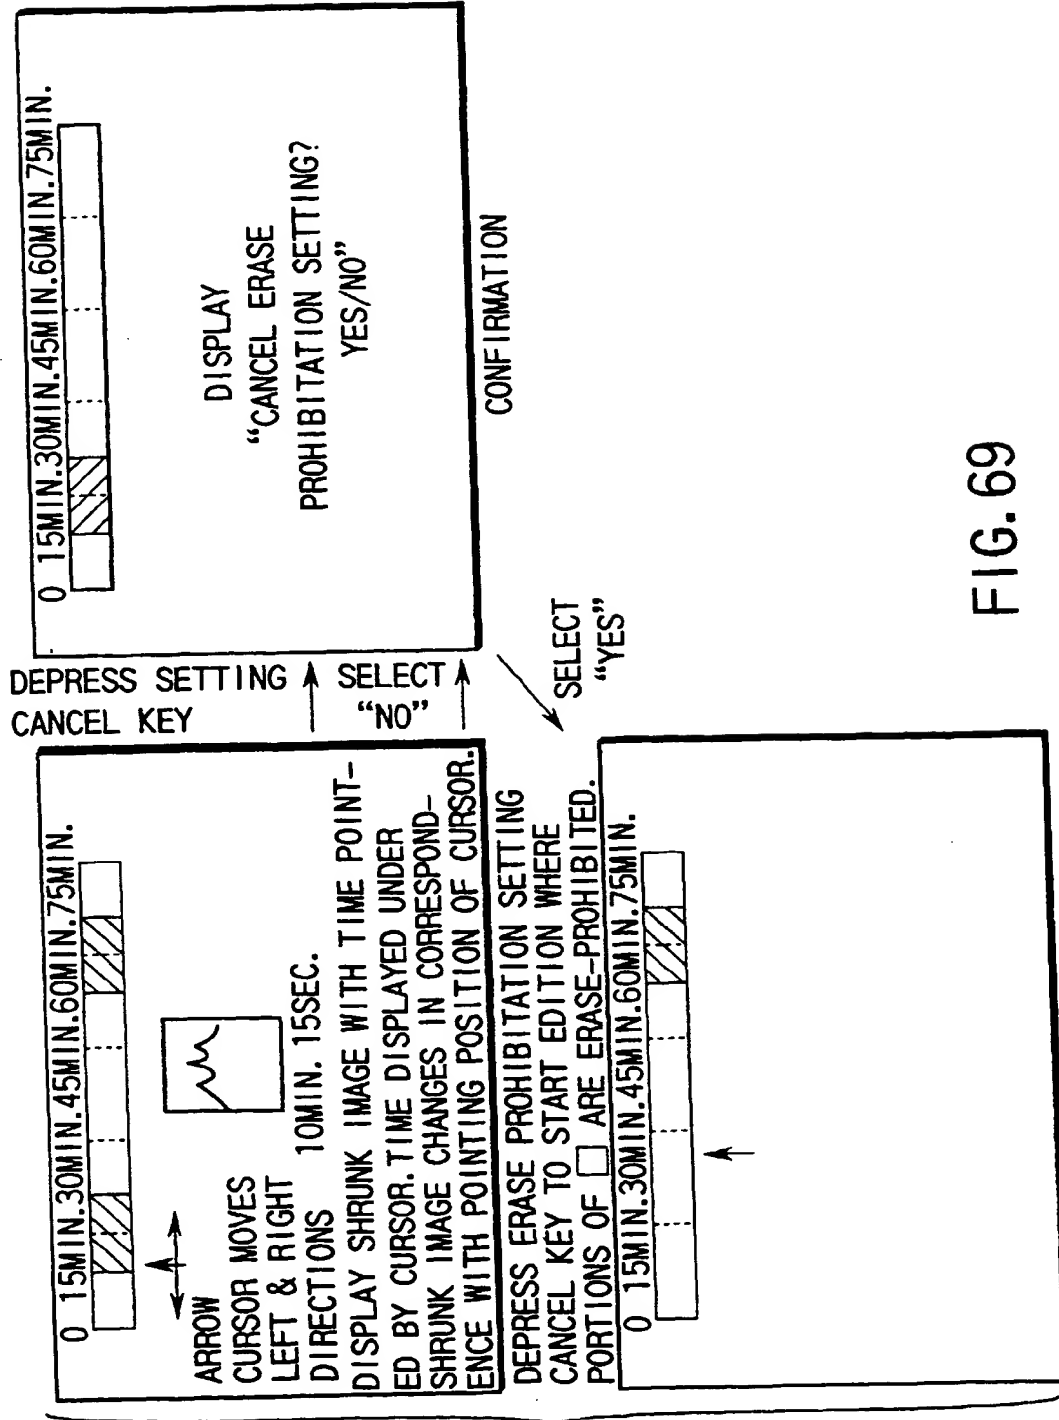 0 15MIN.30MIN.45MIN.60MIN.75MIN.
ARROW
CURSOR MOVES
LEFT & RIGHT
DIRECTIONS 10MIN. 15SEC.
DISPLAY SHRUNK IMAGE WITH TIME POINT-
ED BY CURSOR. TIME DISPLAYED UNDER
SHRUNK IMAGE CHANGES IN CORRESPOND-
ENCE WITH POINTING POSITION OF CURSOR.
DEPRESS SETTING
CANCEL KEY
SELECT
“NO”
0 15MIN.30MIN.45MIN.60MIN.75MIN.
DISPLAY
“CANCEL ERASE
PROHIBITATION SETTING?
YES/NO”
CONFIRMATION
SELECT
“YES”
DEPRESS ERASE PROHIBITATION SETTING
CANCEL KEY TO START EDITION WHERE
PORTIONS OF ARE ERASE-PROHIBITED.
0 15MIN.30MIN.45MIN.60MIN.75MIN.
FIG. 69